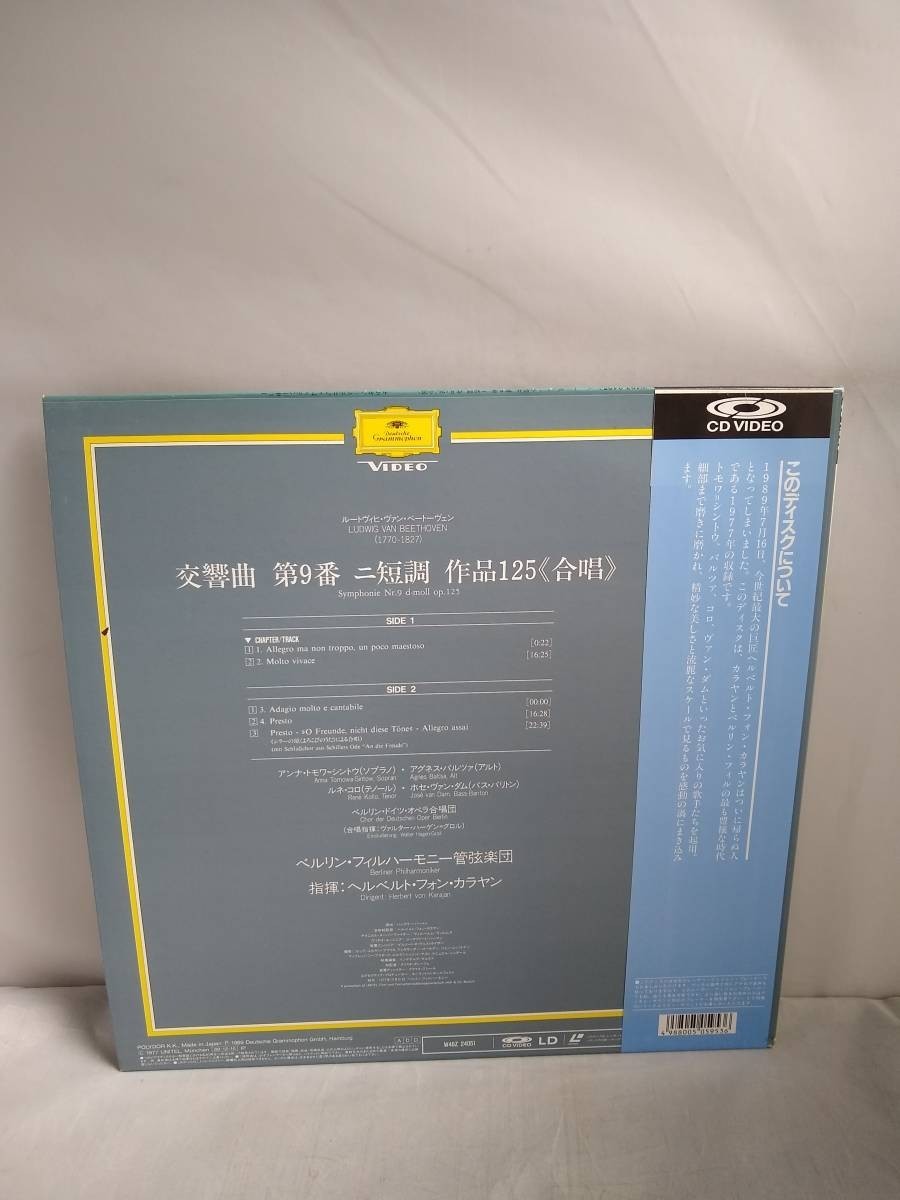 Deutsche
Grammophon
VIDEO
ルートヴィヒ・ヴァン・ベートーヴェン
LUDWIG VAN BEETHOVEN
(1770-1827)
交響曲 第9番 ニ短調 作品125《合唱》
Symphonie Nr.9 d-moll op.125
SIDE 1
▼ CHAPTER/TRACK
1 1. Allegro ma non troppo, un poco maestoso [0:22]
2 2. Molto vivace [16:25]
SIDE 2
1 3. Adagio molto e cantabile [00:00]
2 4. Presto [16:28]
3 Presto - »O Freunde, nicht diese Töne« - Allegro assai [22:39]
(mit Schlußchor aus Schillers Ode "An die Freude")
アンナ・トモワ=シントウ(ソプラノ)・アグネス・バルツァ(アルト)
Anna Tomowa-Sintow, Sopran Agnes Baltsa, Alt
ルネ・コロ(テノール)・ホセ・ヴァン・ダム(バス・バリトン)
René Kollo, Tenor José van Dam, Bass-Bariton
ベルリン・ドイツ・オペラ合唱団
Chor der Deutschen Oper Berlin
(合唱指揮:ヴァルター・ハーゲン=グロル)
Einstudierung: Walter Hagen-Groll
ベルリン・フィルハーモニー管弦楽団
Berliner Philharmoniker
指揮:ヘルベルト・フォン・カラヤン
Dirigent: Herbert von Karajan
POLYDOR K.K., Made in Japan P 1989 Deutsche Grammophon GmbH, Hamburg
© 1977 UNITEL, München
W40Z 24051
CD VIDEO
LD
CD VIDEO
このディスクについて
1989年7月16日、今世紀最大の巨匠ヘルベルト・フォン・カラヤンはついに帰らぬ人
となってしまいました。このディスクは、カラヤンとベルリン・フィルの最も豊穣な時代
である1977年の収録です。
トモワ=シントウ、バルツァ、コロ、ヴァン・ダムといったお気に入りの歌手たちを起用。
細部まで磨きに磨かれ、精妙な美しさと流麗なスケールで見るものを感動の渦にまき込み
ます。
4988005059536